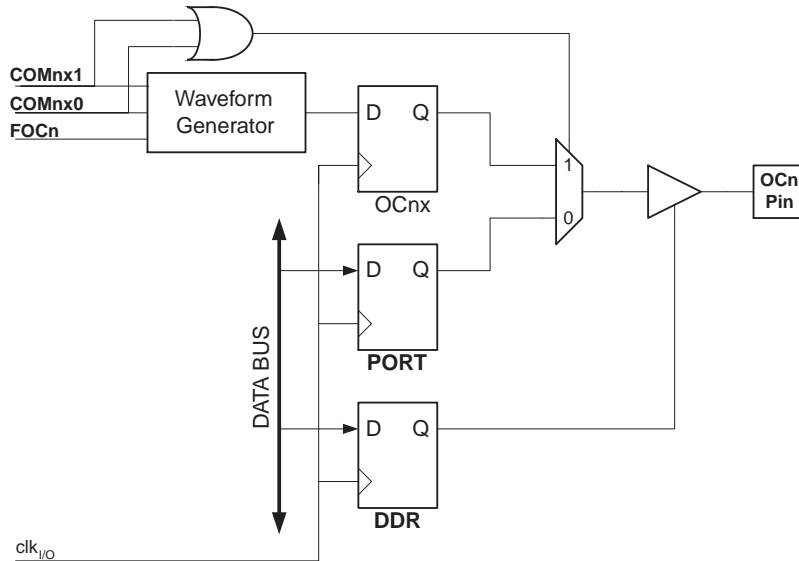 COMnx1
COMnx0
FOCn
Waveform
Generator
D Q
OCnx
1
0
OCn
Pin
D Q
PORT
D Q
DDR
DATA BUS
clkI/O